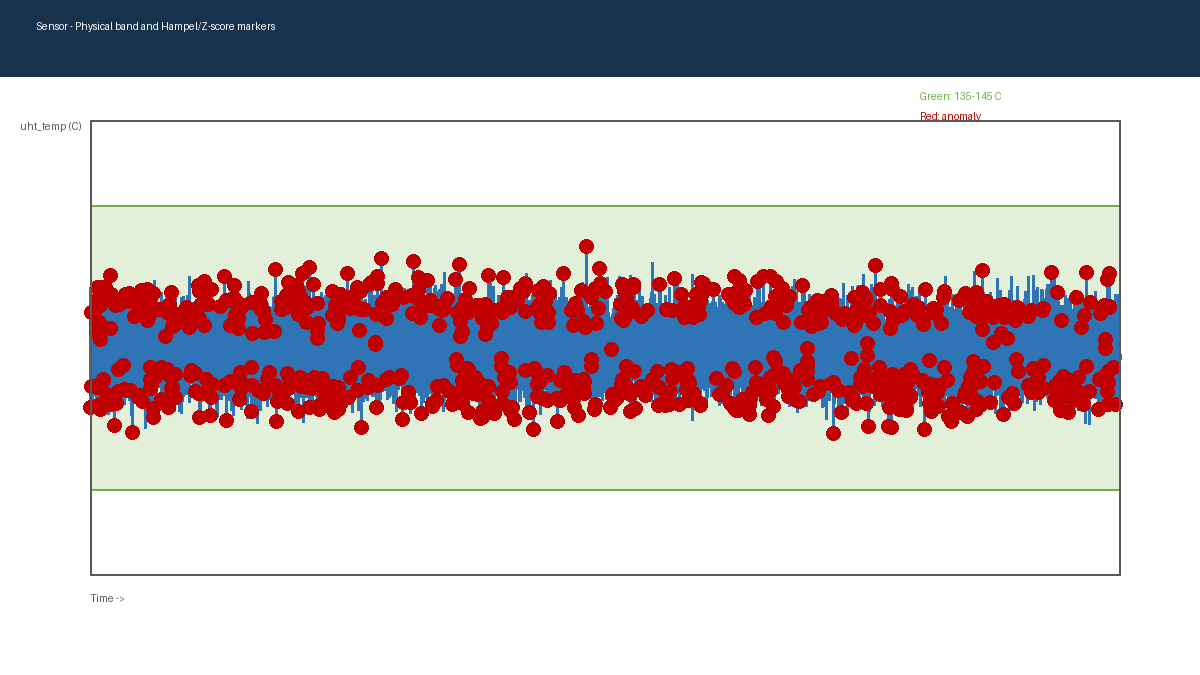 Sensor - Physical band and Hampel/Z-score markers
Green: 135-145 C
Red: anomaly
uht_temp (C)
Time ->